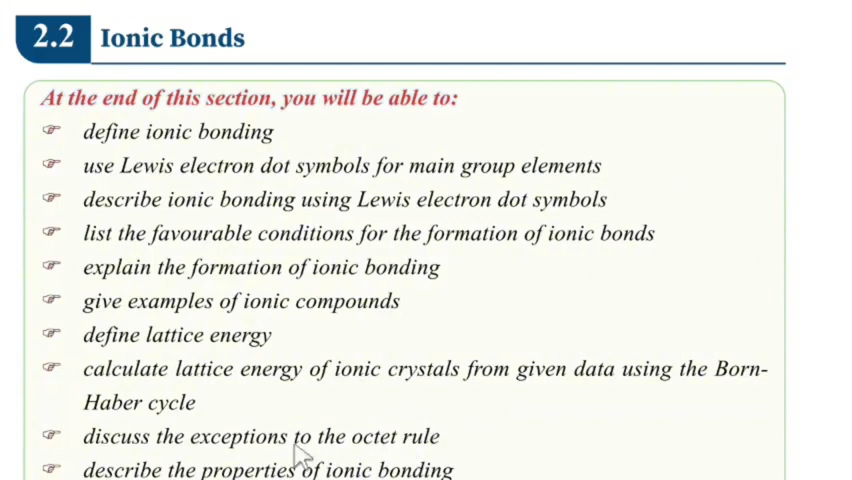 2.2 Ionic Bonds
At the end of this section, you will be able to:
☞ define ionic bonding
☞ use Lewis electron dot symbols for main group elements
☞ describe ionic bonding using Lewis electron dot symbols
☞ list the favourable conditions for the formation of ionic bonds
☞ explain the formation of ionic bonding
☞ give examples of ionic compounds
☞ define lattice energy
☞ calculate lattice energy of ionic crystals from given data using the Born-
Haber cycle
☞ discuss the exceptions to the octet rule
☞ describe the properties of ionic bonding